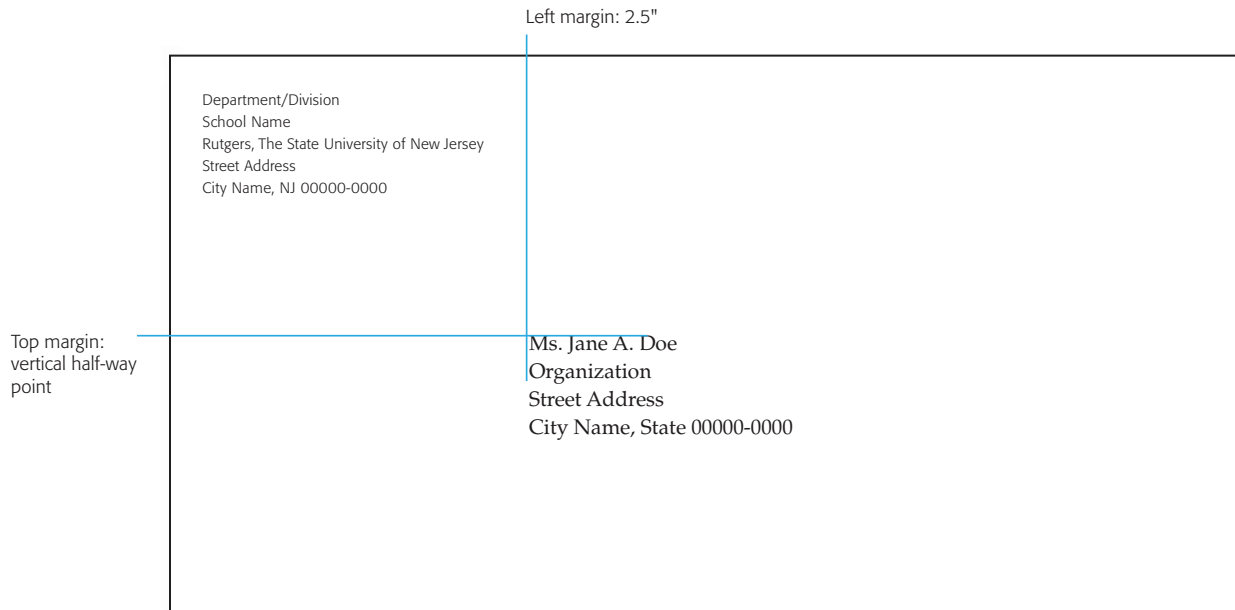 Left margin: 2.5"
Department/Division
School Name
Rutgers, The State University of New Jersey
Street Address
City Name, NJ 00000-0000
Top margin:
vertical half-way
point
Ms. Jane A. Doe
Organization
Street Address
City Name, State 00000-0000